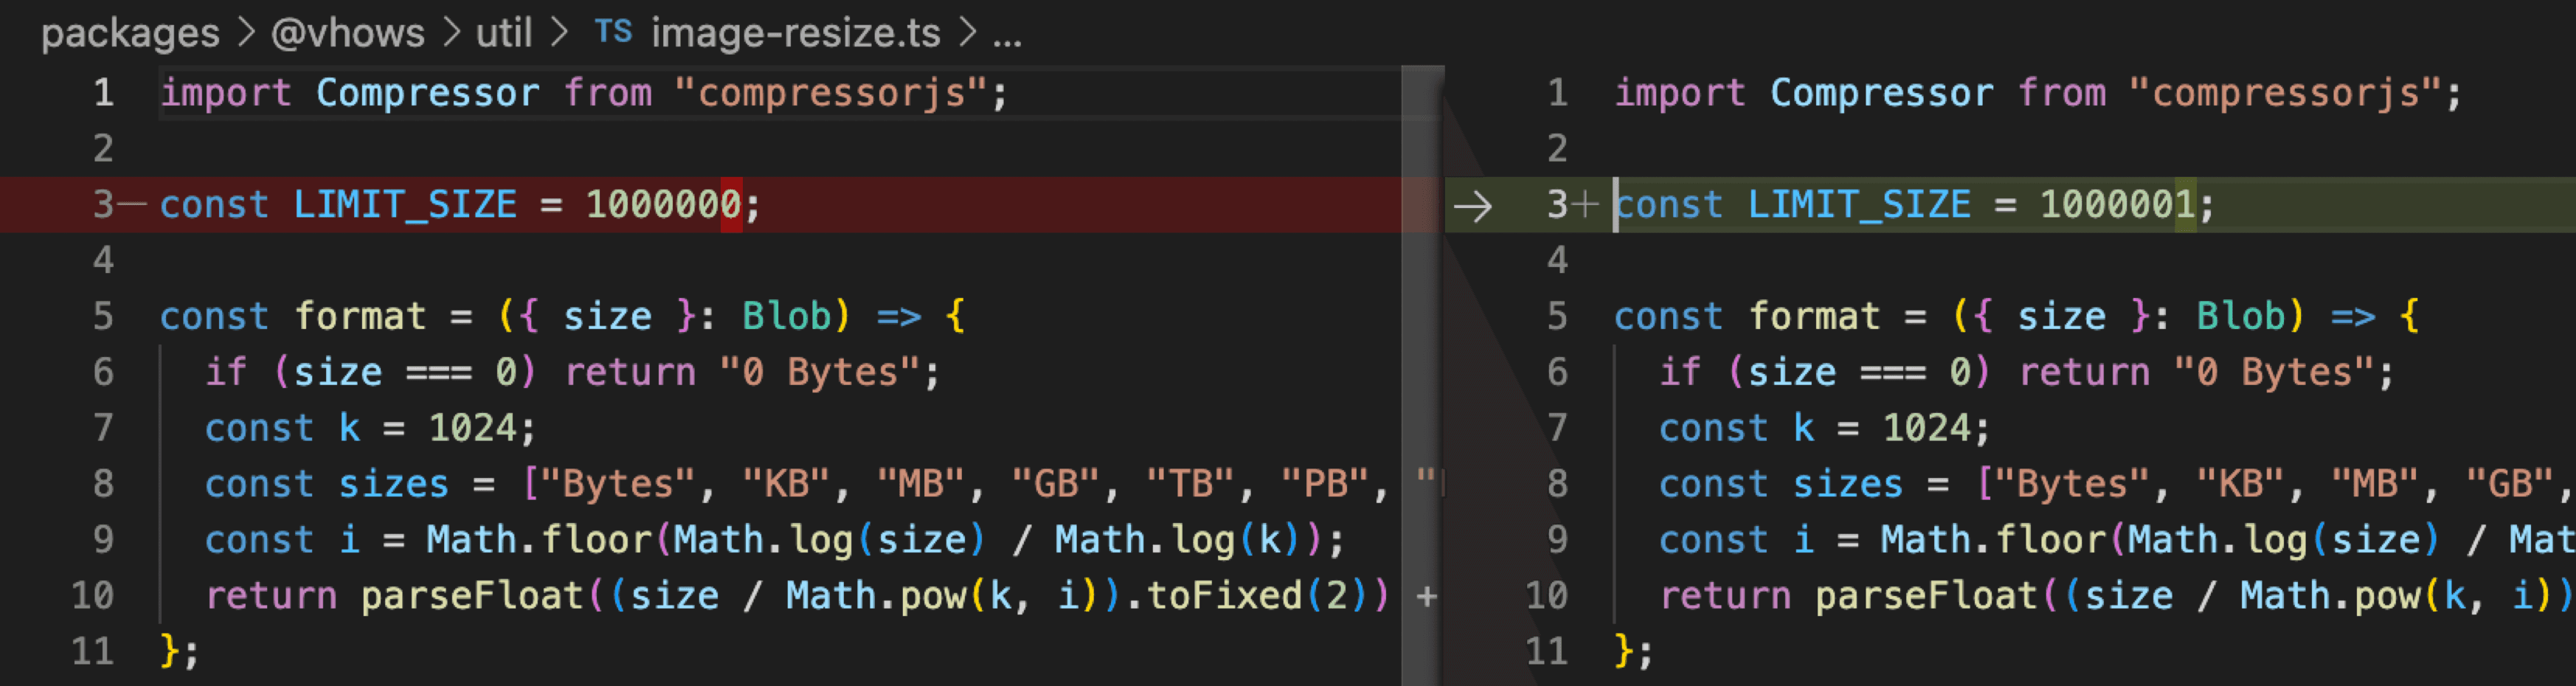 packages > @vhows > util > TS image-resize.ts > ...
1 import Compressor from "compressorjs";
2
3— const LIMIT_SIZE = 1000000;
4
5 const format = ({ size }: Blob) => {
6 if (size === 0) return "0 Bytes";
7 const k = 1024;
8 const sizes = ["Bytes", "KB", "MB", "GB", "TB", "PB", "
9 const i = Math.floor(Math.log(size) / Math.log(k));
10 return parseFloat((size / Math.pow(k, i)).toFixed(2)) +
11 };
1 import Compressor from "compressorjs";
2
→ 3+ const LIMIT_SIZE = 1000001;
4
5 const format = ({ size }: Blob) => {
6 if (size === 0) return "0 Bytes";
7 const k = 1024;
8 const sizes = ["Bytes", "KB", "MB", "GB",
9 const i = Math.floor(Math.log(size) / Mat
10 return parseFloat((size / Math.pow(k, i))
11 };